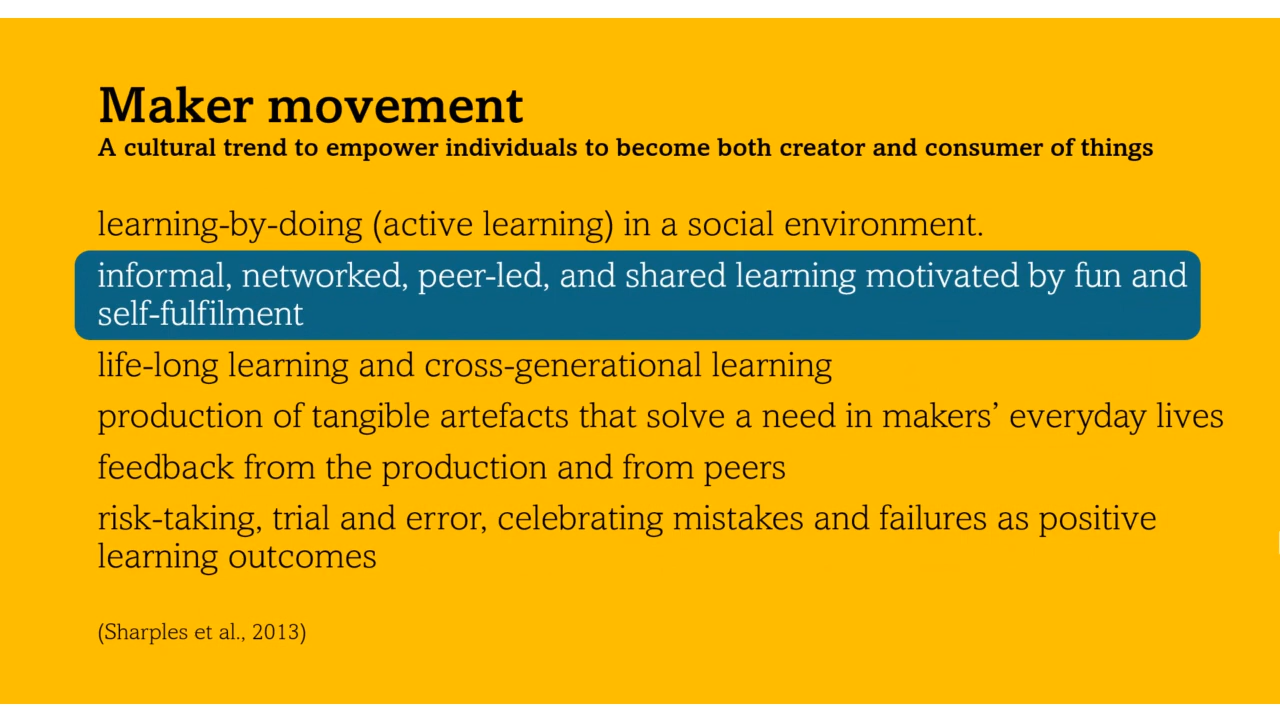 Maker movement
A cultural trend to empower individuals to become both creator and consumer of things
learning-by-doing (active learning) in a social environment.
informal, networked, peer-led, and shared learning motivated by fun and
self-fulfilment
life-long learning and cross-generational learning
production of tangible artefacts that solve a need in makers’ everyday lives
feedback from the production and from peers
risk-taking, trial and error, celebrating mistakes and failures as positive
learning outcomes
(Sharples et al., 2013)